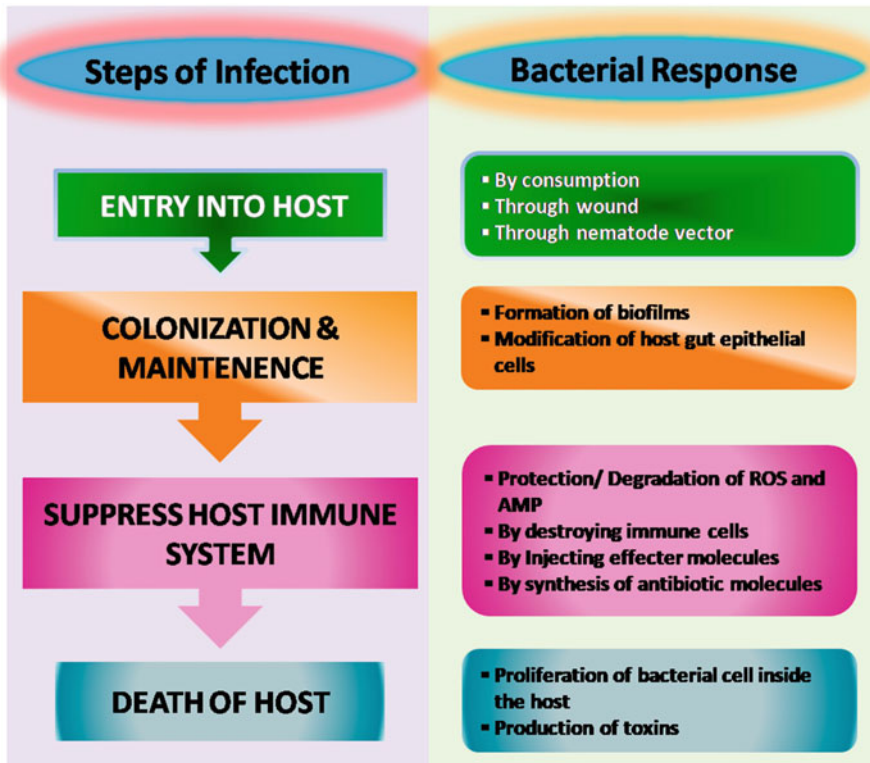 Steps of Infection
Bacterial Response
ENTRY INTO HOST
▪ By consumption
▪ Through wound
▪ Through nematode vector
COLONIZATION &
MAINTENENCE
▪ Formation of biofilms
▪ Modification of host gut epithelial
cells
SUPPRESS HOST IMMUNE
SYSTEM
▪ Protection/ Degradation of ROS and
AMP
▪ By destroying immune cells
▪ By Injecting effecter molecules
▪ By synthesis of antibiotic molecules
DEATH OF HOST
▪ Proliferation of bacterial cell inside
the host
▪ Production of toxins